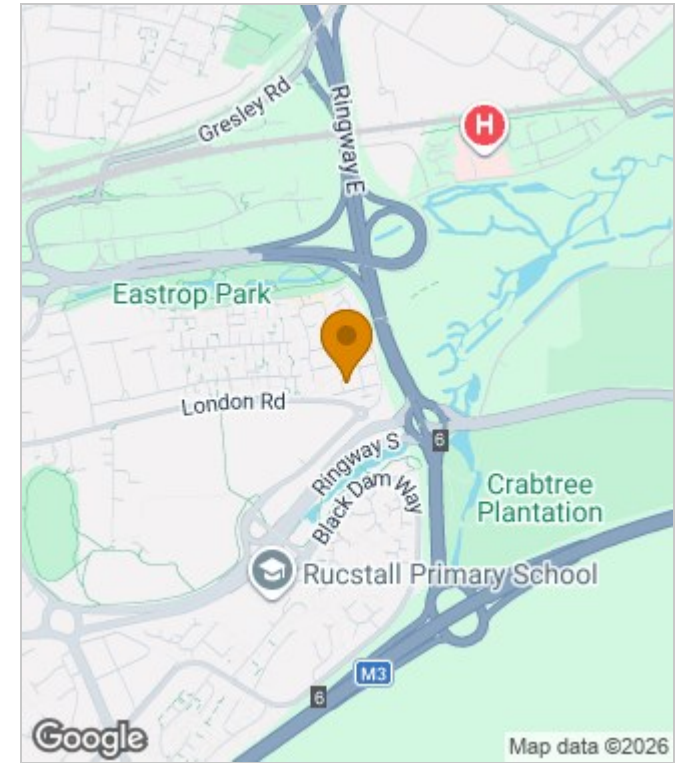 Gresley Rd
Ringway E
H
Eastrop Park
London Rd
Ringway S
6
Black Dam Way
Crabtree
Plantation
Rucstall Primary School
M3
6
Google
Map data ©2026